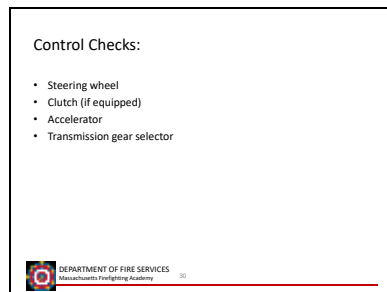 Control Checks:
• Steering wheel
• Clutch (if equipped)
• Accelerator
• Transmission gear selector
DEPARTMENT OF FIRE SERVICES
Massachusetts Firefighting Academy
30